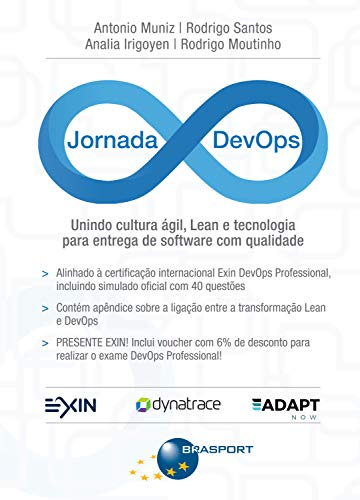 Antonio Muniz | Rodrigo Santos
Analia Irigoyen | Rodrigo Moutinho
Jornada DevOps
Unindo cultura ágil, Lean e tecnologia
para entrega de software com qualidade
> Alinhado à certificação internacional Exin DevOps Professional,
incluindo simulado oficial com 40 questões
> Contém apêndice sobre a ligação entre a transformação Lean
e DevOps
> PRESENTE EXIN! Inclui voucher com 6% de desconto para
realizar o exame DevOps Professional!
EXIN dynatrace ADAPT
NOW
BRASPORT